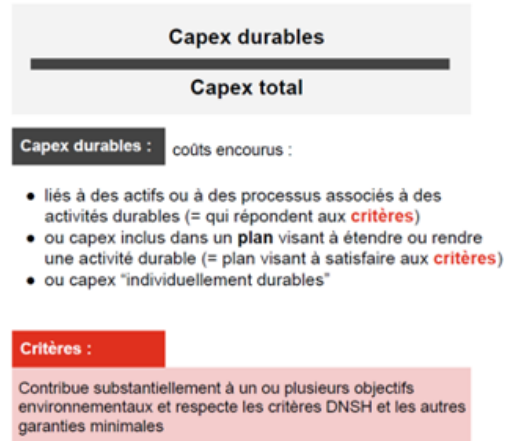 Capex durables
Capex total
Capex durables : coûts encourus :
● liés à des actifs ou à des processus associés à des
activités durables (= qui répondent aux critères)
● ou capex inclus dans un plan visant à étendre ou rendre
une activité durable (= plan visant à satisfaire aux critères)
● ou capex “individuellement durables”
Critères :
Contribue substantiellement à un ou plusieurs objectifs
environnementaux et respecte les critères DNSH et les autres
garanties minimales